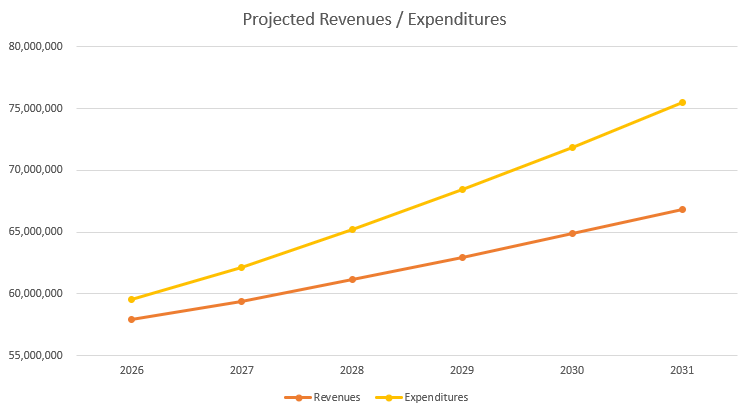 Projected Revenues / Expenditures
80,000,000
75,000,000
70,000,000
65,000,000
60,000,000
55,000,000
2026 2027 2028 2029 2030 2031
Revenues Expenditures